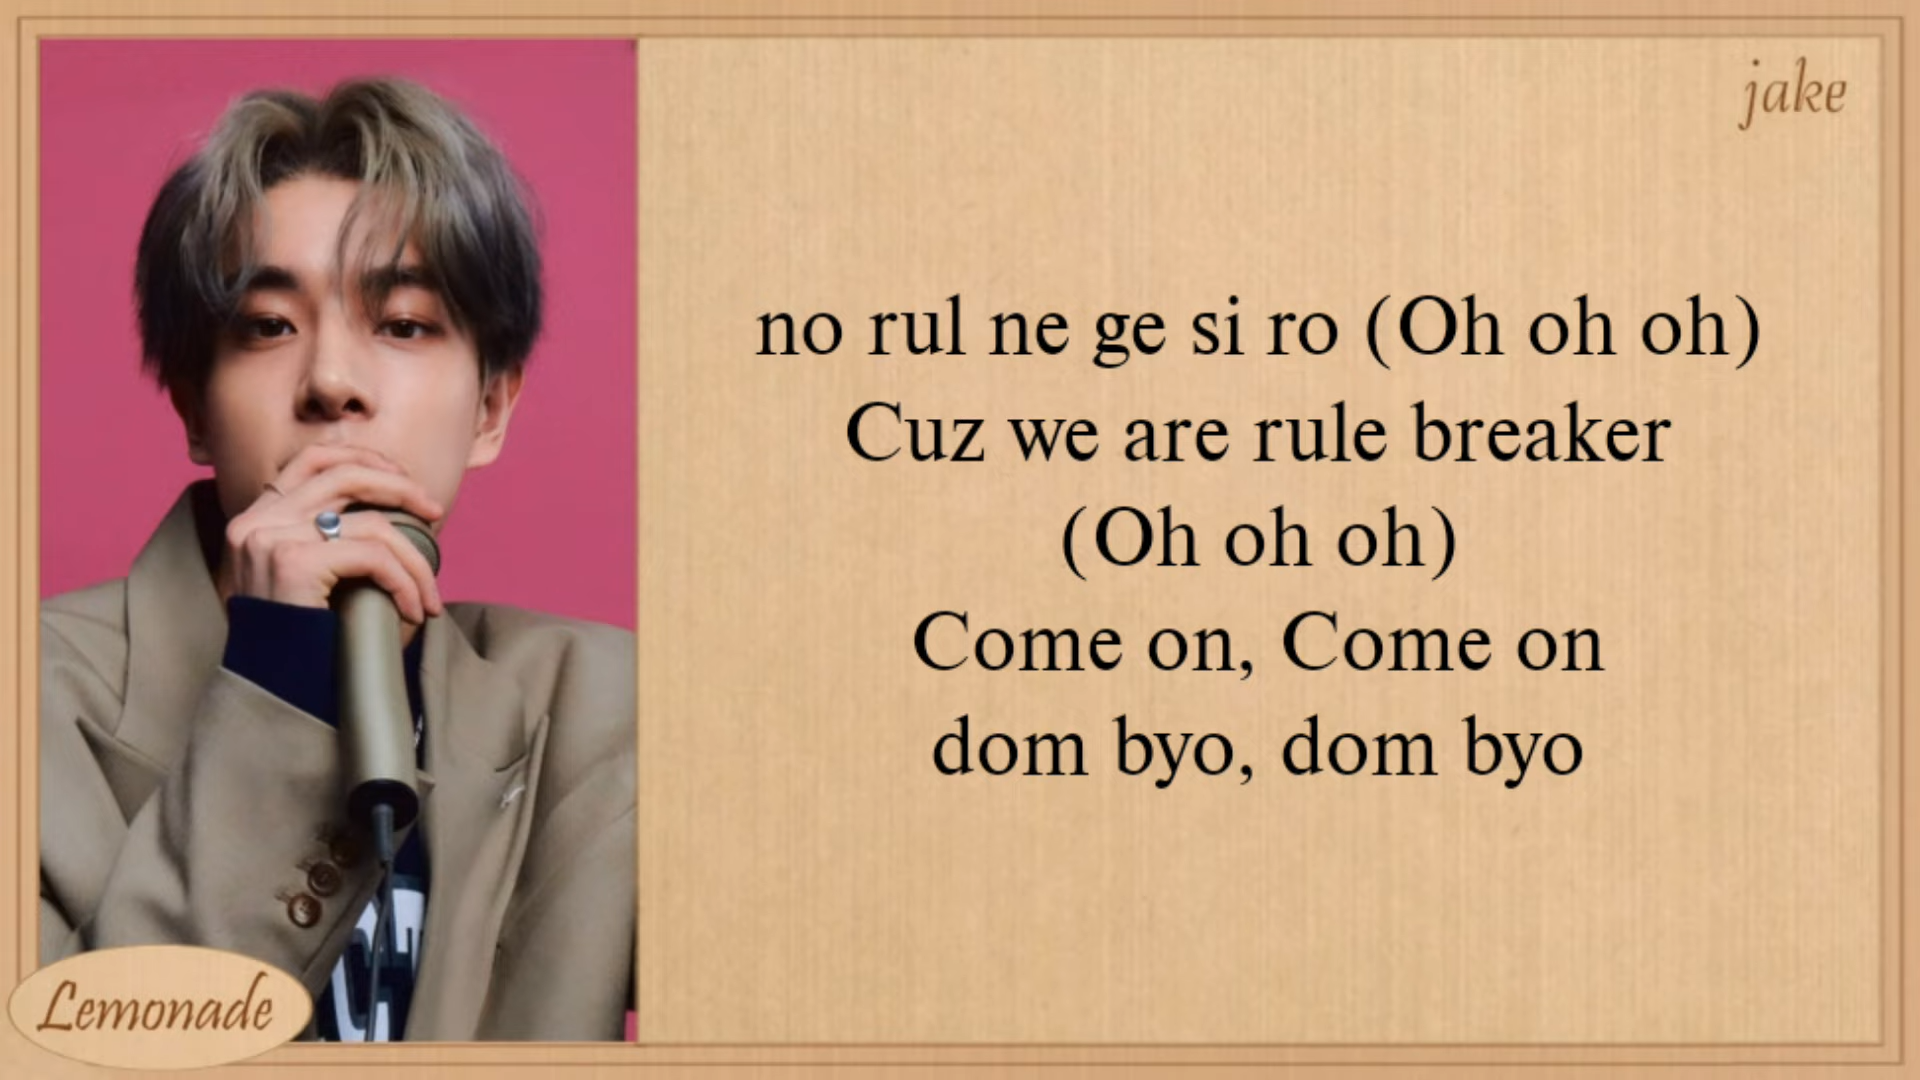 jake
no rul ne ge si ro (Oh oh oh)
Cuz we are rule breaker
(Oh oh oh)
Come on, Come on
dom byo, dom byo
Lemonade